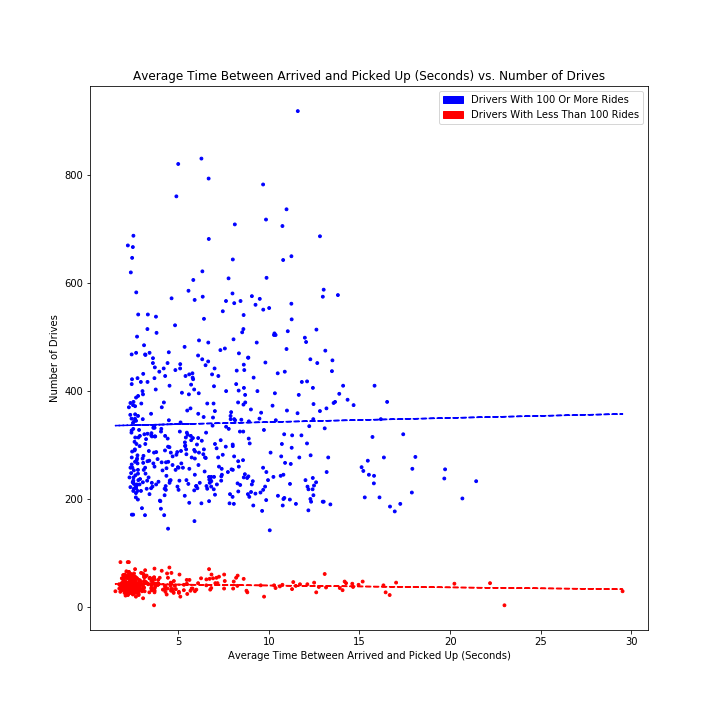 Average Time Between Arrived and Picked Up (Seconds) vs. Number of Drives
Drivers With 100 Or More Rides
Drivers With Less Than 100 Rides
Number of Drives
800
600
400
200
0
5 10 15 20 25 30
Average Time Between Arrived and Picked Up (Seconds)